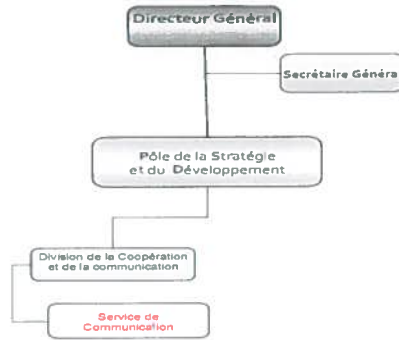 Directeur Général
Secrétaire Généra
Pôle de la Stratégie
et du Développement
Division de la Coopération
et de la communication
Service de
Communication